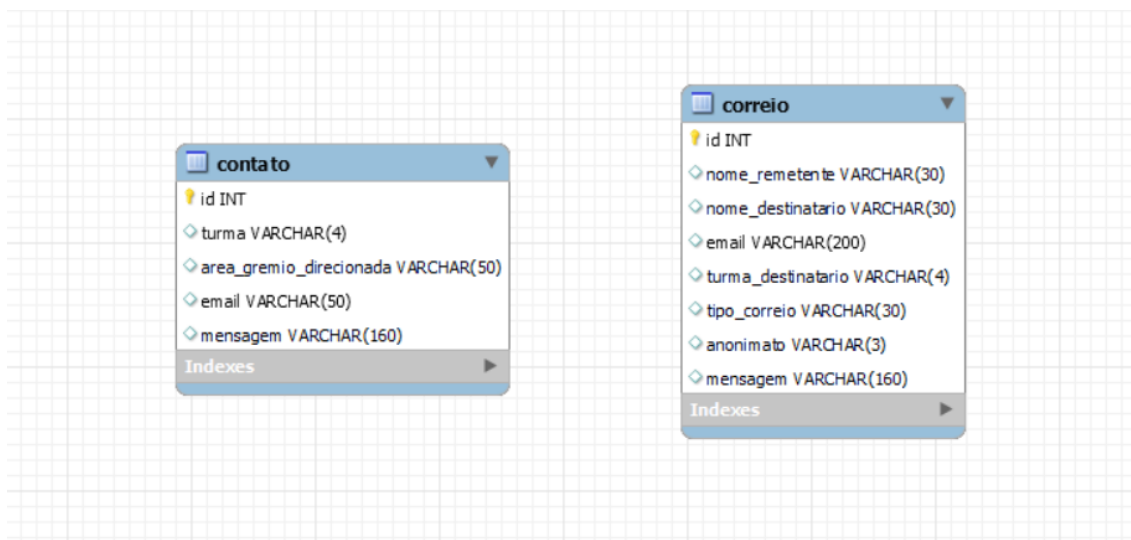 contato
id INT
turma VARCHAR(4)
area_gremio_direcionada VARCHAR(50)
email VARCHAR(50)
mensagem VARCHAR(160)
Indexes
correio
id INT
nome_remetente VARCHAR(30)
nome_destinatario VARCHAR(30)
email VARCHAR(200)
turma_destinatario VARCHAR(4)
tipo_correio VARCHAR(30)
anonimato VARCHAR(3)
mensagem VARCHAR(160)
Indexes